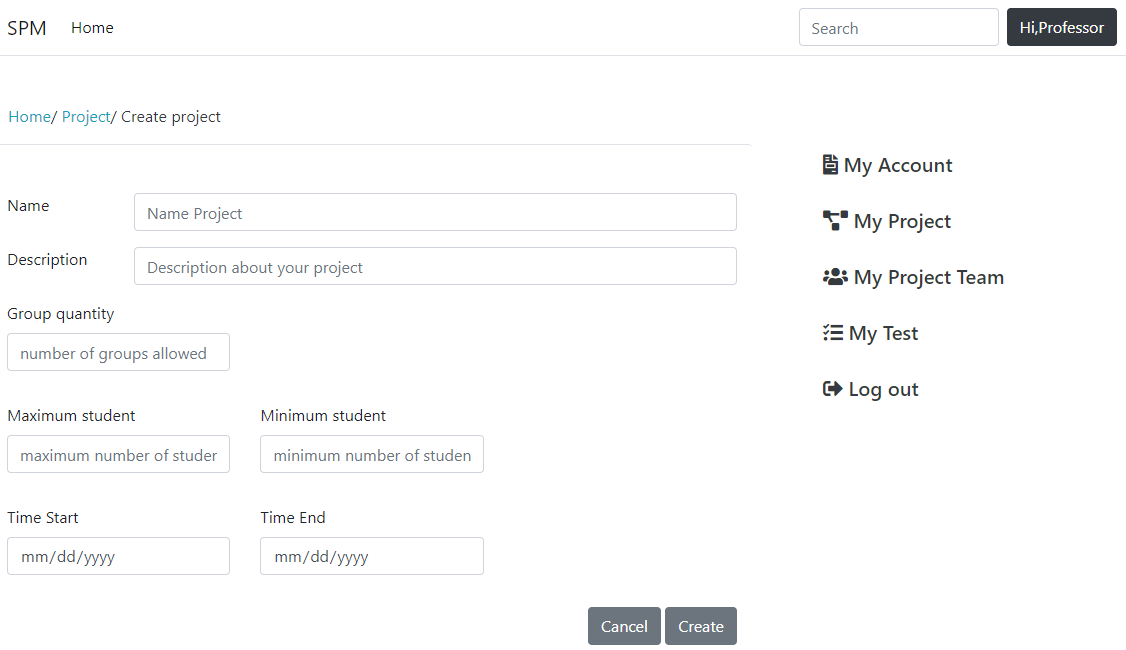 SPM Home Search Hi,Professor
Home/ Project/ Create project
My Account
Name Name Project
My Project
Description Description about your project
My Project Team
Group quantity
number of groups allowed
My Test
Log out
Maximum student Minimum student
maximum number of studer minimum number of studen
Time Start Time End
mm/dd/yyyy mm/dd/yyyy
Cancel Create